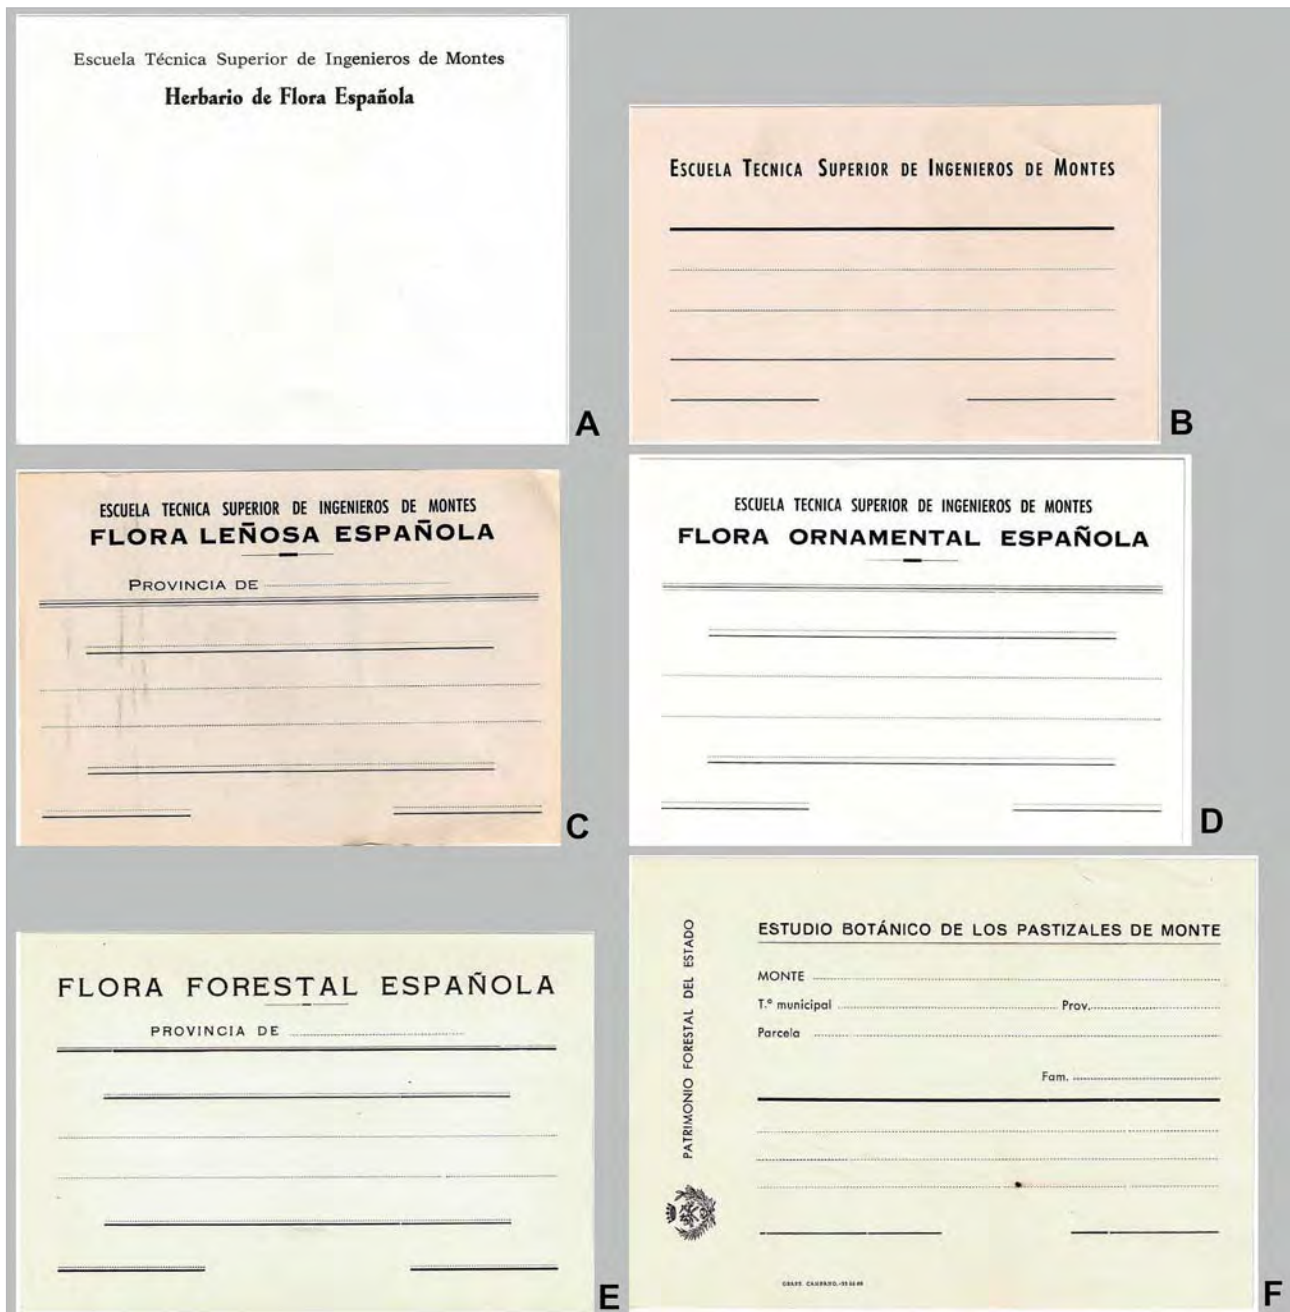 Escuela Técnica Superior de Ingenieros de Montes
Herbario de Flora Española
A
ESCUELA TECNICA SUPERIOR DE INGENIEROS DE MONTES
B
ESCUELA TECNICA SUPERIOR DE INGENIEROS DE MONTES
FLORA LEÑOSA ESPAÑOLA
PROVINCIA DE
C
ESCUELA TECNICA SUPERIOR DE INGENIEROS DE MONTES
FLORA ORNAMENTAL ESPAÑOLA
D
FLORA FORESTAL ESPAÑOLA
PROVINCIA DE
E
PATRIMONIO FORESTAL DEL ESTADO
ESTUDIO BOTÁNICO DE LOS PASTIZALES DE MONTE
MONTE
T.º municipal Prov.
Parcela
Fam.
F